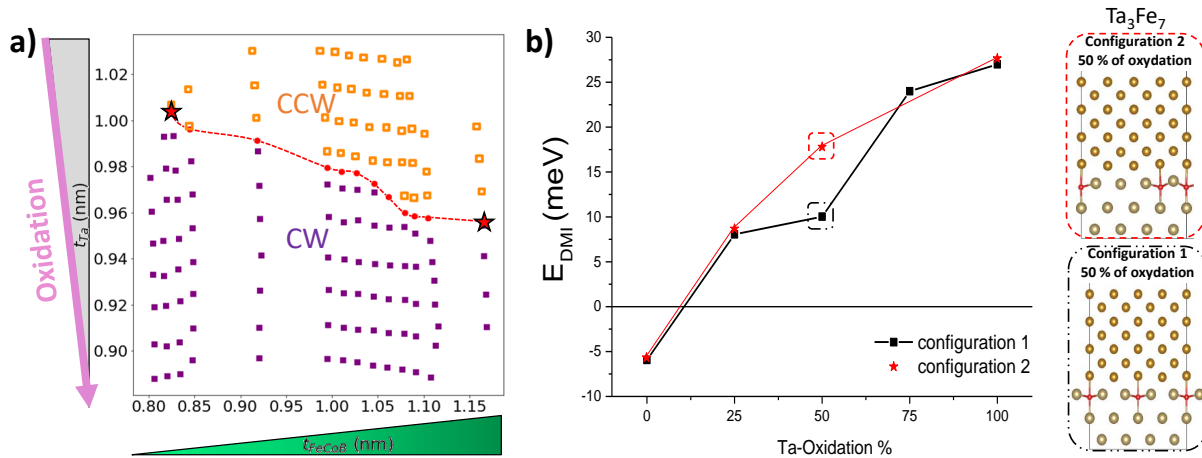 a)
Oxidation
t_Ta (nm)
1.02
1.00
0.98
0.96
0.94
0.92
0.90
CCW
CW
0.80 0.85 0.90 0.95 1.00 1.05 1.10 1.15
t_FeCoB (nm)
b)
E_DMI (meV)
30
25
20
15
10
5
0
-5
-10
configuration 1
configuration 2
0 25 50 75 100
Ta-Oxidation %
Ta₃Fe₇
Configuration 2
50 % of oxydation
Configuration 1
50 % of oxydation